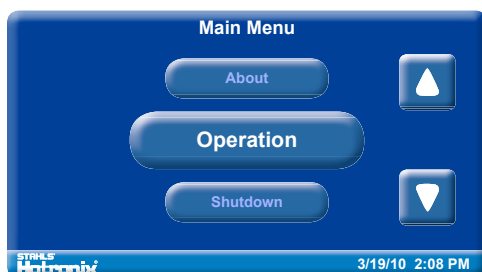 Main Menu
About
Operation
Shutdown
STAHLS'
Hotronix
3/19/10 2:08 PM